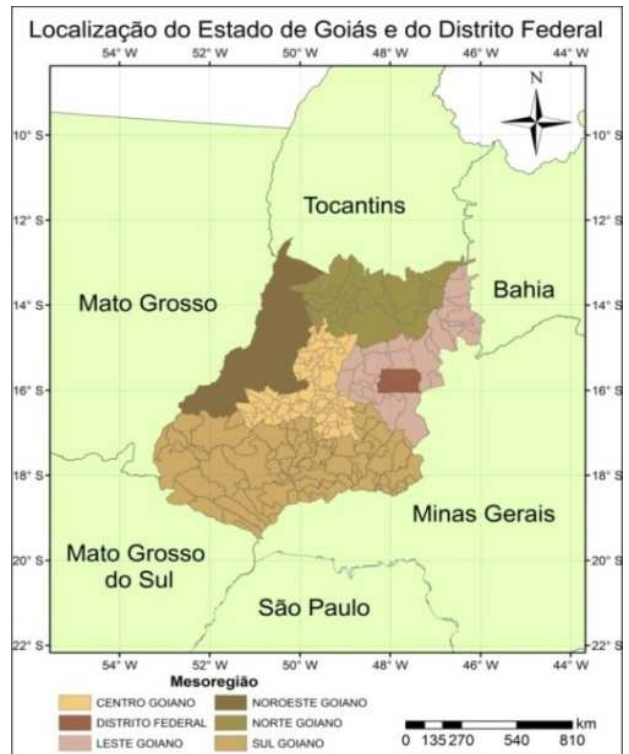 Localização do Estado de Goiás e do Distrito Federal
54° W 52° W 50° W 48° W 46° W 44° W
N
10° S 10° S
Tocantins
12° S 12° S
Bahia
Mato Grosso
14° S 14° S
16° S 16° S
18° S 18° S
Minas Gerais
20° S 20° S
Mato Grosso
do Sul
São Paulo
22° S 22° S
54° W 52° W 50° W 48° W 46° W 44° W
Mesoregião
CENTRO GOIANO NOROESTE GOIANO
DISTRITO FEDERAL NORTE GOIANO
LESTE GOIANO SUL GOIANO
km
0 135 270 540 810